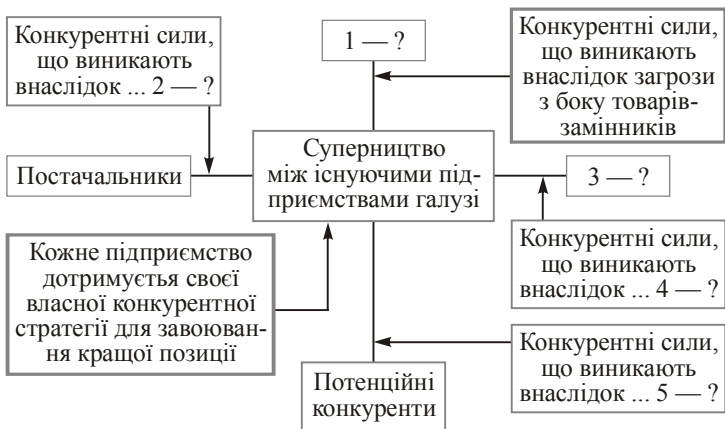 Конкурентні сили,
що виникають
внаслідок ... 2 — ?
1 — ?
Конкурентні сили,
що виникають
внаслідок загрози
з боку товарів-
замінників
Постачальники
Суперництво
між існуючими під-
приємствами галузі
3 — ?
Кожне підприємство
дотримується своєї
власної конкурентної
стратегії для завоюван-
ня кращої позиції
Конкурентні сили,
що виникають
внаслідок ... 4 — ?
Потенційні
конкуренти
Конкурентні сили,
що виникають
внаслідок ... 5 — ?